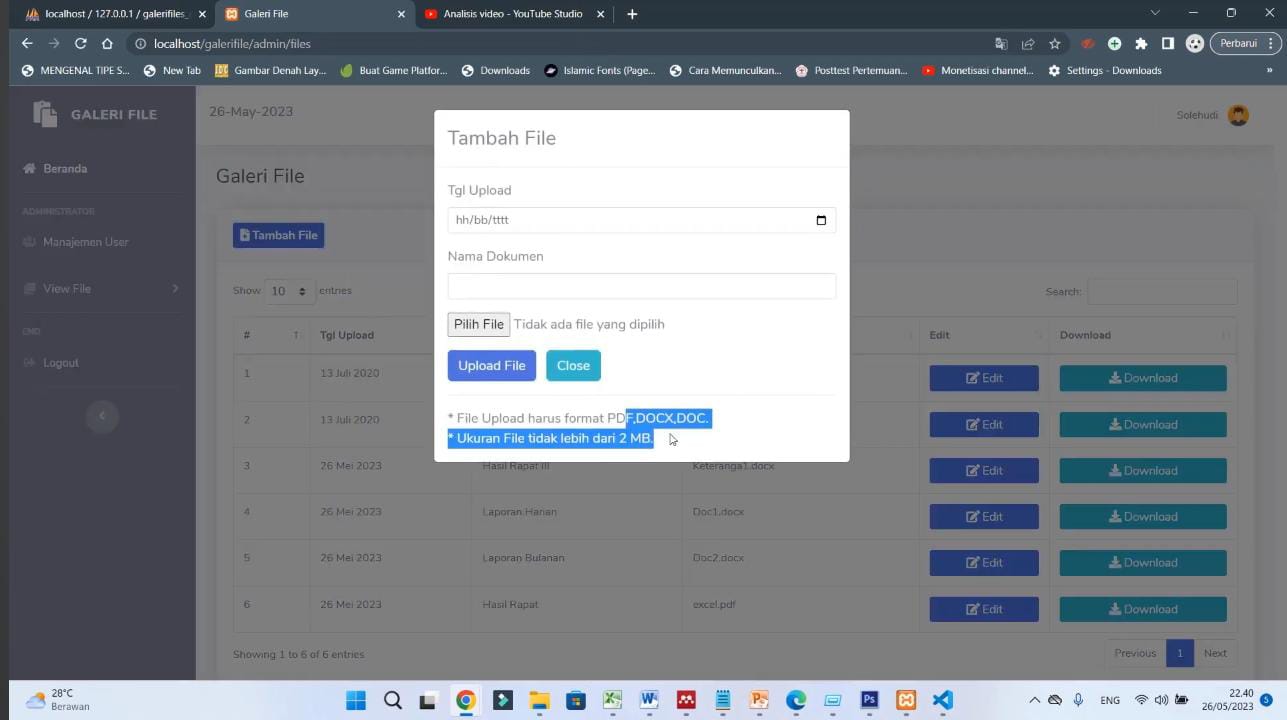 localhost / 127.0.0.1 / galerifiles_
Galeri File
Analisis video - YouTube Studio
localhost/galerifile/admin/files
Perbarui
MENGENAL TIPE S...
New Tab
Gambar Denah Lay...
Buat Game Platfor...
Downloads
Islamic Fonts (Page...
Cara Memunculkan...
Posttest Pertemuan...
Monetisasi channel...
Settings - Downloads
»
GALERI FILE
26-May-2023
Solehudi
Beranda
ADMINISTRATOR
Manajemen User
View File
END
Logout
Galeri File
Tambah File
Show 10 entries
Search:
# Tgl Upload Edit Download
1 13 Juli 2020 Edit Download
2 13 Juli 2020 Edit Download
3 26 Mei 2023 Hasil Rapat III Keteranga1.docx Edit Download
4 26 Mei 2023 Laporan Harian Doc1.docx Edit Download
5 26 Mei 2023 Laporan Bulanan Doc2.docx Edit Download
6 26 Mei 2023 Hasil Rapat excel.pdf Edit Download
Showing 1 to 6 of 6 entries
Previous 1 Next
Tambah File
Tgl Upload
hh/bb/tttt
Nama Dokumen
Pilih File Tidak ada file yang dipilih
Upload File Close
* File Upload harus format PDF,DOCX,DOC.
* Ukuran File tidak lebih dari 2 MB.
28°C
Berawan
ENG
22.40
26/05/2023
5